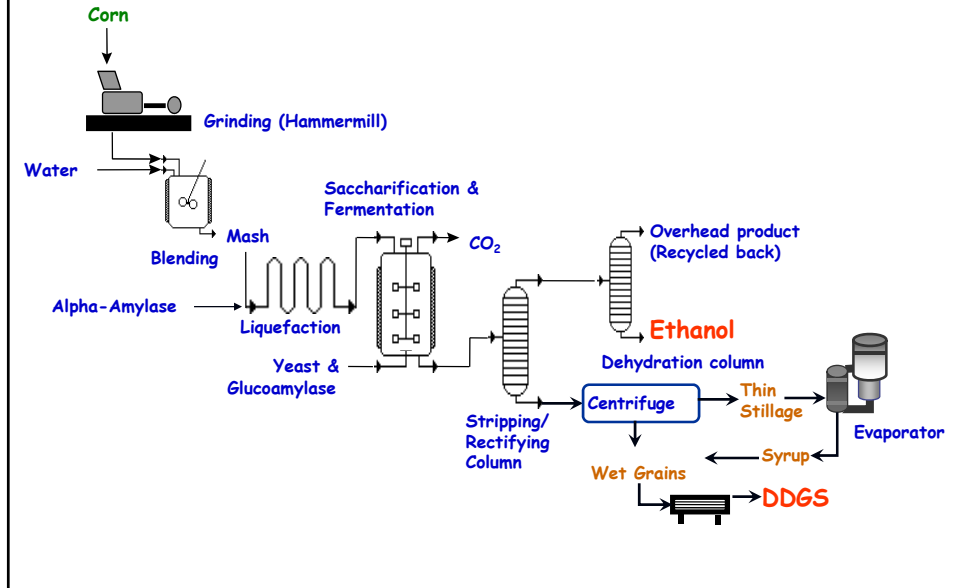 Corn
Grinding (Hammermill)
Water
Saccharification &
Fermentation
Mash
Blending
CO₂
Overhead product
(Recycled back)
Alpha-Amylase
Liquefaction
Ethanol
Yeast &
Glucoamylase
Dehydration column
Centrifuge
Thin
Stillage
Stripping/
Rectifying
Column
Evaporator
Syrup
Wet Grains
DDGS